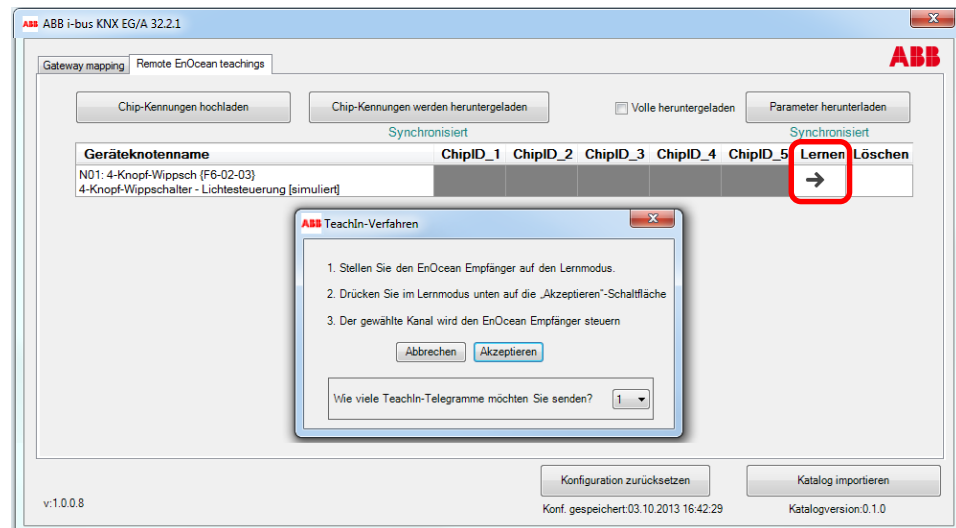 ABB ABB i-bus KNX EG/A 32.2.1
ABB
Gateway mapping Remote EnOcean teachings
Chip-Kennungen hochladen Chip-Kennungen werden heruntergeladen Volle heruntergeladen Parameter herunterladen
Synchronisiert Synchronisiert
Geräteknotenname ChipID_1 ChipID_2 ChipID_3 ChipID_4 ChipID_5 Lernen Löschen
N01: 4-Knopf-Wippsch {F6-02-03}
4-Knopf-Wippschalter - Lichtesteuerung [simuliert]
ABB TeachIn-Verfahren
1. Stellen Sie den EnOcean Empfänger auf den Lernmodus.
2. Drücken Sie im Lernmodus unten auf die „Akzeptieren"-Schaltfläche
3. Der gewählte Kanal wird den EnOcean Empfänger steuern
Abbrechen Akzeptieren
Wie viele TeachIn-Telegramme möchten Sie senden? 1
Konfiguration zurücksetzen Katalog importieren
v:1.0.0.8 Konf. gespeichert:03.10.2013 16:42:29 Katalogversion:0.1.0